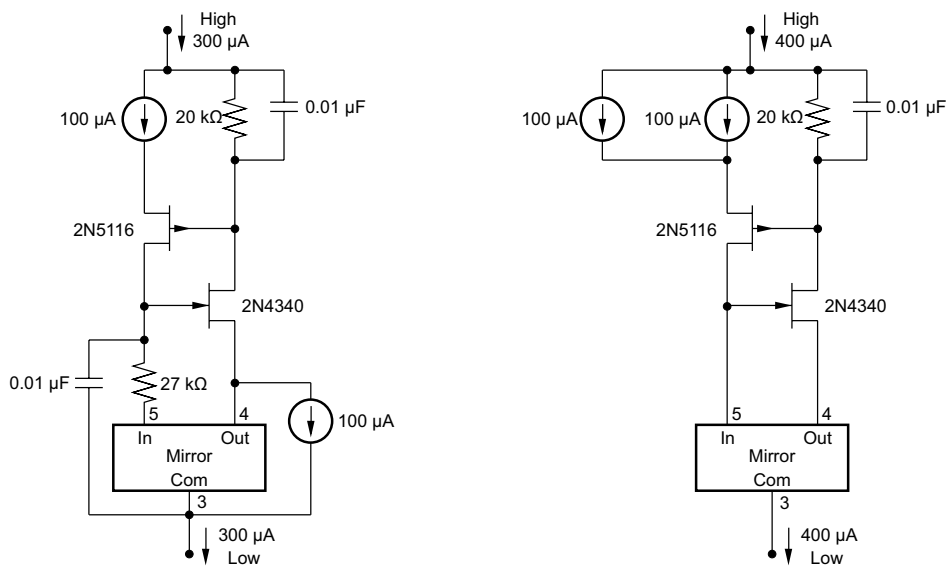 High
300 µA
100 µA
20 kΩ
0.01 µF
2N5116
2N4340
0.01 µF
27 kΩ
5
4
100 µA
In
Out
Mirror
Com
3
300 µA
Low
High
400 µA
100 µA
100 µA
20 kΩ
0.01 µF
2N5116
2N4340
5
4
In
Out
Mirror
Com
3
400 µA
Low